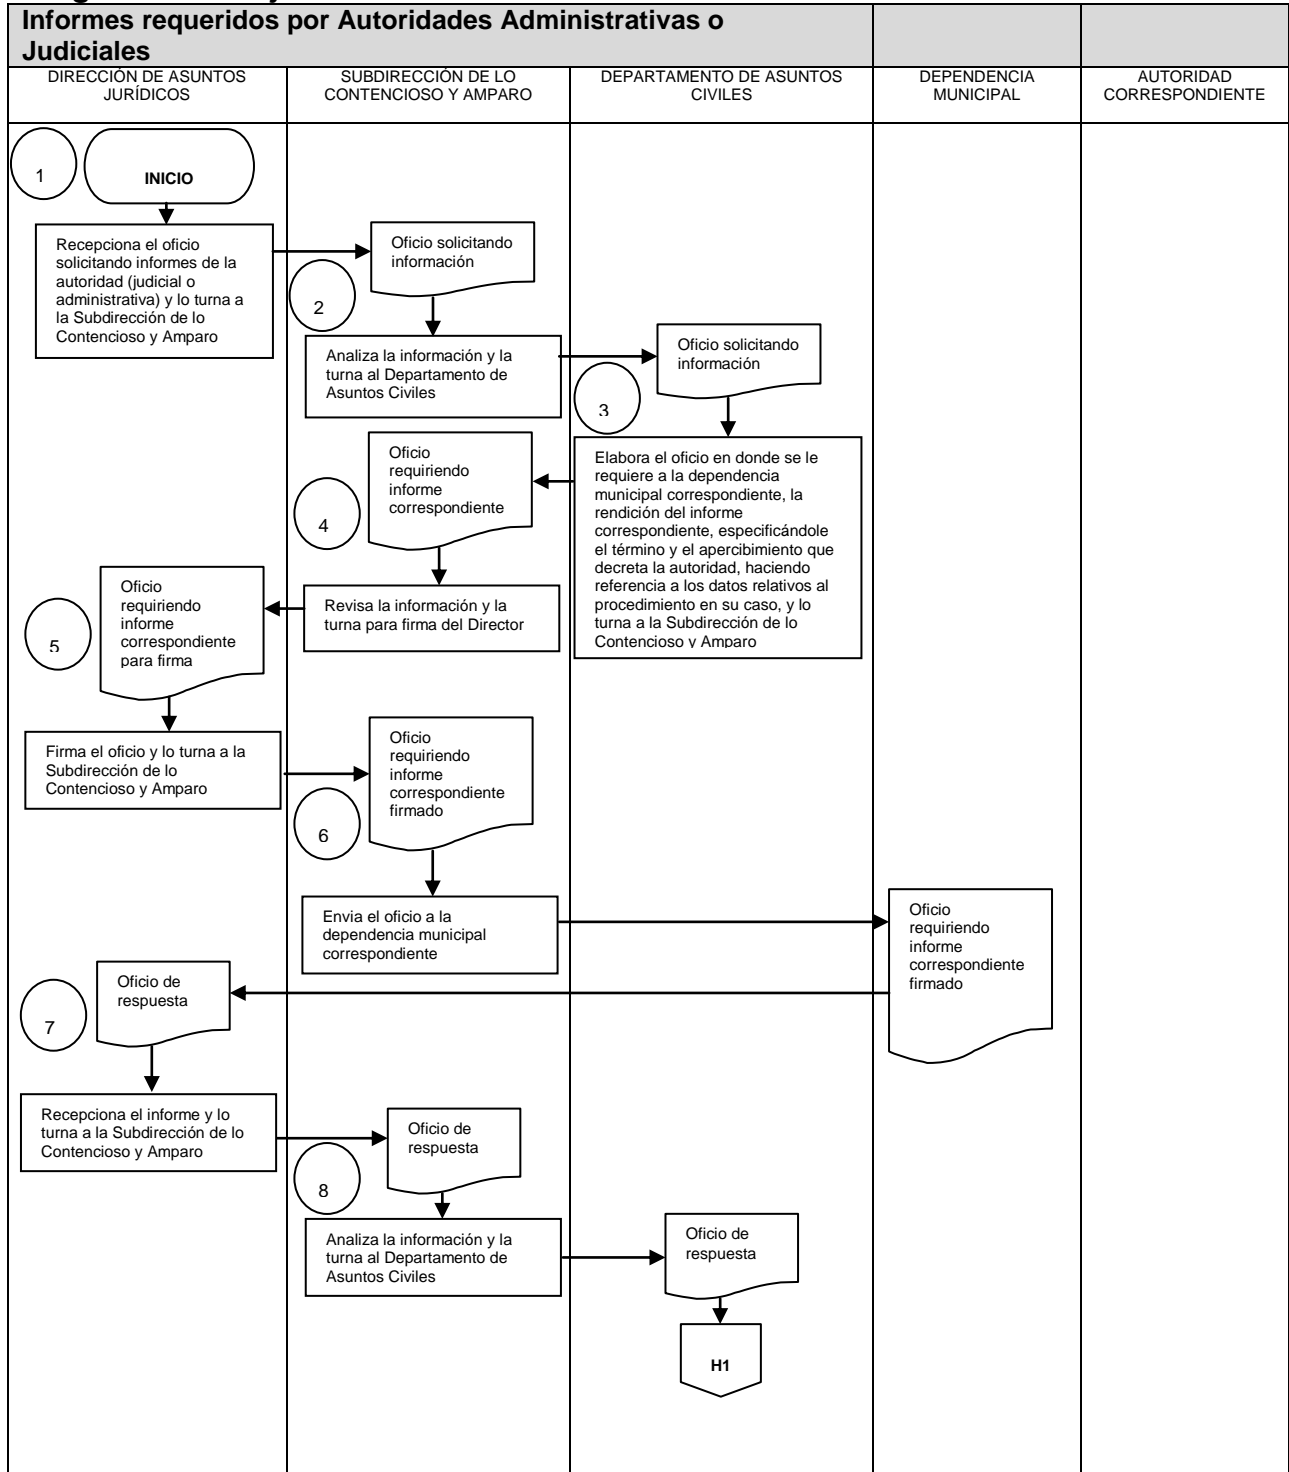 Informes requeridos por Autoridades Administrativas o
Judiciales
DIRECCIÓN DE ASUNTOS
JURÍDICOS
SUBDIRECCIÓN DE LO
CONTENCIOSO Y AMPARO
DEPARTAMENTO DE ASUNTOS
CIVILES
DEPENDENCIA
MUNICIPAL
AUTORIDAD
CORRESPONDIENTE
1
INICIO
Recepciona el oficio
solicitando informes de la
autoridad (judicial o
administrativa) y lo turna a
la Subdirección de lo
Contencioso y Amparo
Oficio solicitando
información
2
Analiza la información y la
turna al Departamento de
Asuntos Civiles
Oficio solicitando
información
3
Elabora el oficio en donde se le
requiere a la dependencia
municipal correspondiente, la
rendición del informe
correspondiente, especificándole
el término y el apercibimiento que
decreta la autoridad, haciendo
referencia a los datos relativos al
procedimiento en su caso, y lo
turna a la Subdirección de lo
Contencioso y Amparo
Oficio
requiriendo
informe
correspondiente
4
Revisa la información y la
turna para firma del Director
Oficio
requiriendo
informe
correspondiente
para firma
5
Firma el oficio y lo turna a la
Subdirección de lo
Contencioso y Amparo
Oficio
requiriendo
informe
correspondiente
firmado
6
Envia el oficio a la
dependencia municipal
correspondiente
Oficio
requiriendo
informe
correspondiente
firmado
Oficio de
respuesta
7
Recepciona el informe y lo
turna a la Subdirección de lo
Contencioso y Amparo
Oficio de
respuesta
8
Analiza la información y la
turna al Departamento de
Asuntos Civiles
Oficio de
respuesta
H1